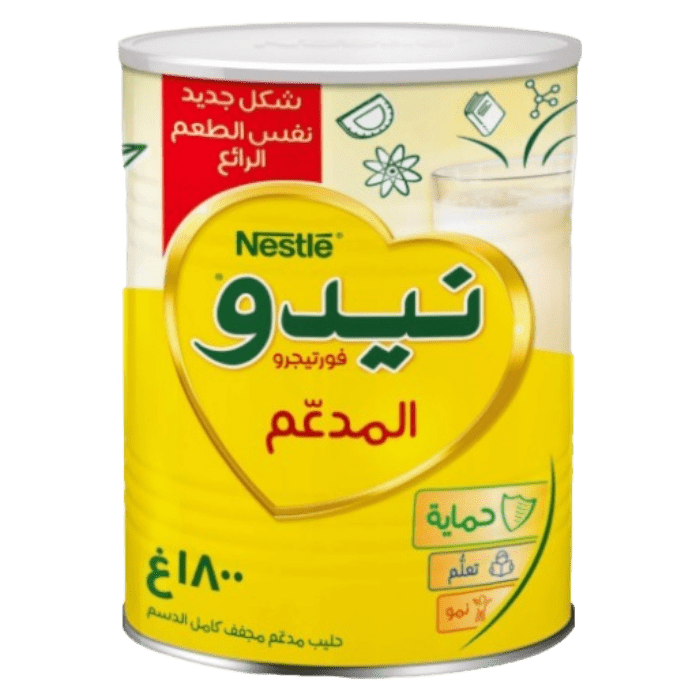 شكل جديد
نفس الطعم
الرائع
Nestlé®
نيدو®
فورتيجرو
المدعّم
حماية
تعلّم
نمو
١٨٠٠غ
حليب مدعّم مجفف كامل الدسم